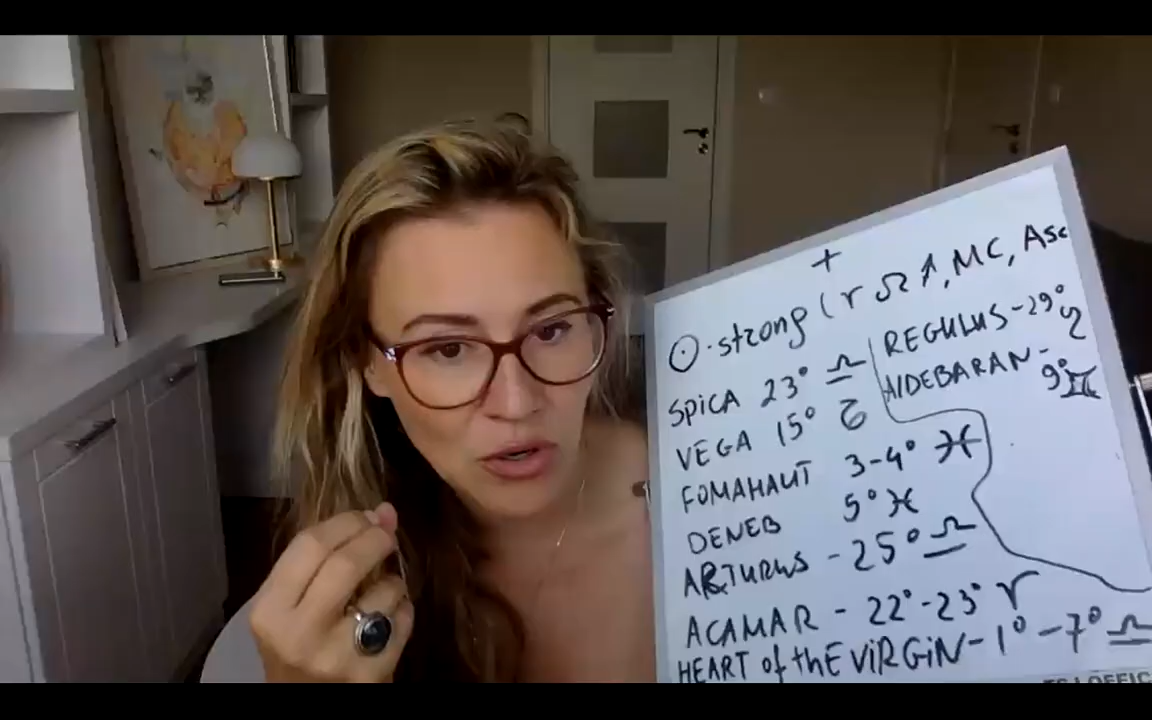 +
☉ · strong (♈ ♌ ♐, MC, Asc
SPICA 23° ♎
VEGA 15° ♑
FOMAHAUT 3-4° ♓
DENEB 5° ♓
ARTURUS - 25° ♎
ACAMAR - 22°-23° ♈
HEART of thE ViRGiN - 1° - 7° ♎
REGULUS - 29° ♌
AlDEBARAN - 9° ♊